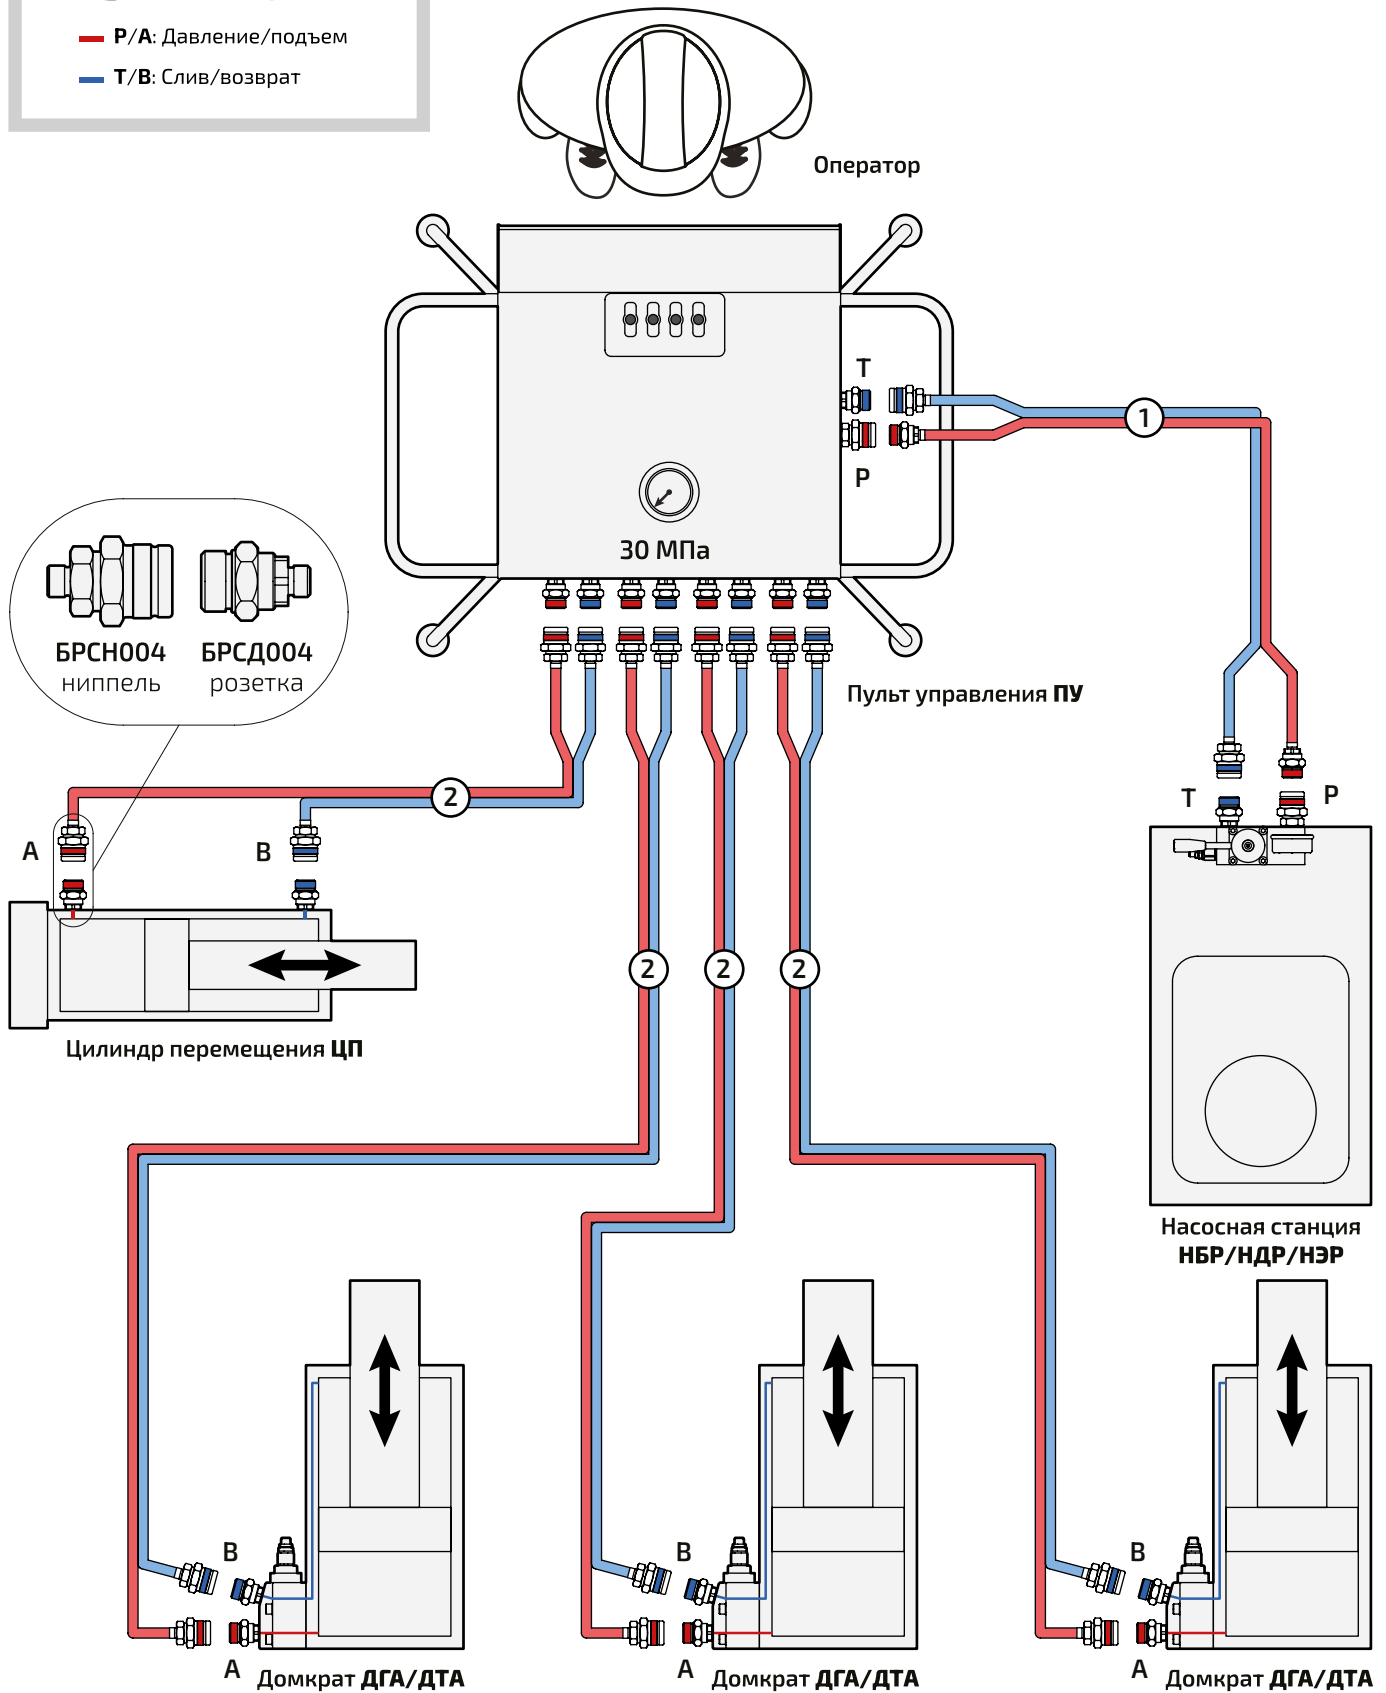 P/A: Давление/подъем
T/B: Слив/возврат
Оператор
T
1
P
30 МПа
БРСН004 БРСД004
ниппель розетка
Пульт управления ПУ
2
T P
A B
2 2 2
Цилиндр перемещения ЦП
Насосная станция
НБР/НДР/НЭР
B B B
A A A
Домкрат ДГА/ДТА Домкрат ДГА/ДТА Домкрат ДГА/ДТА